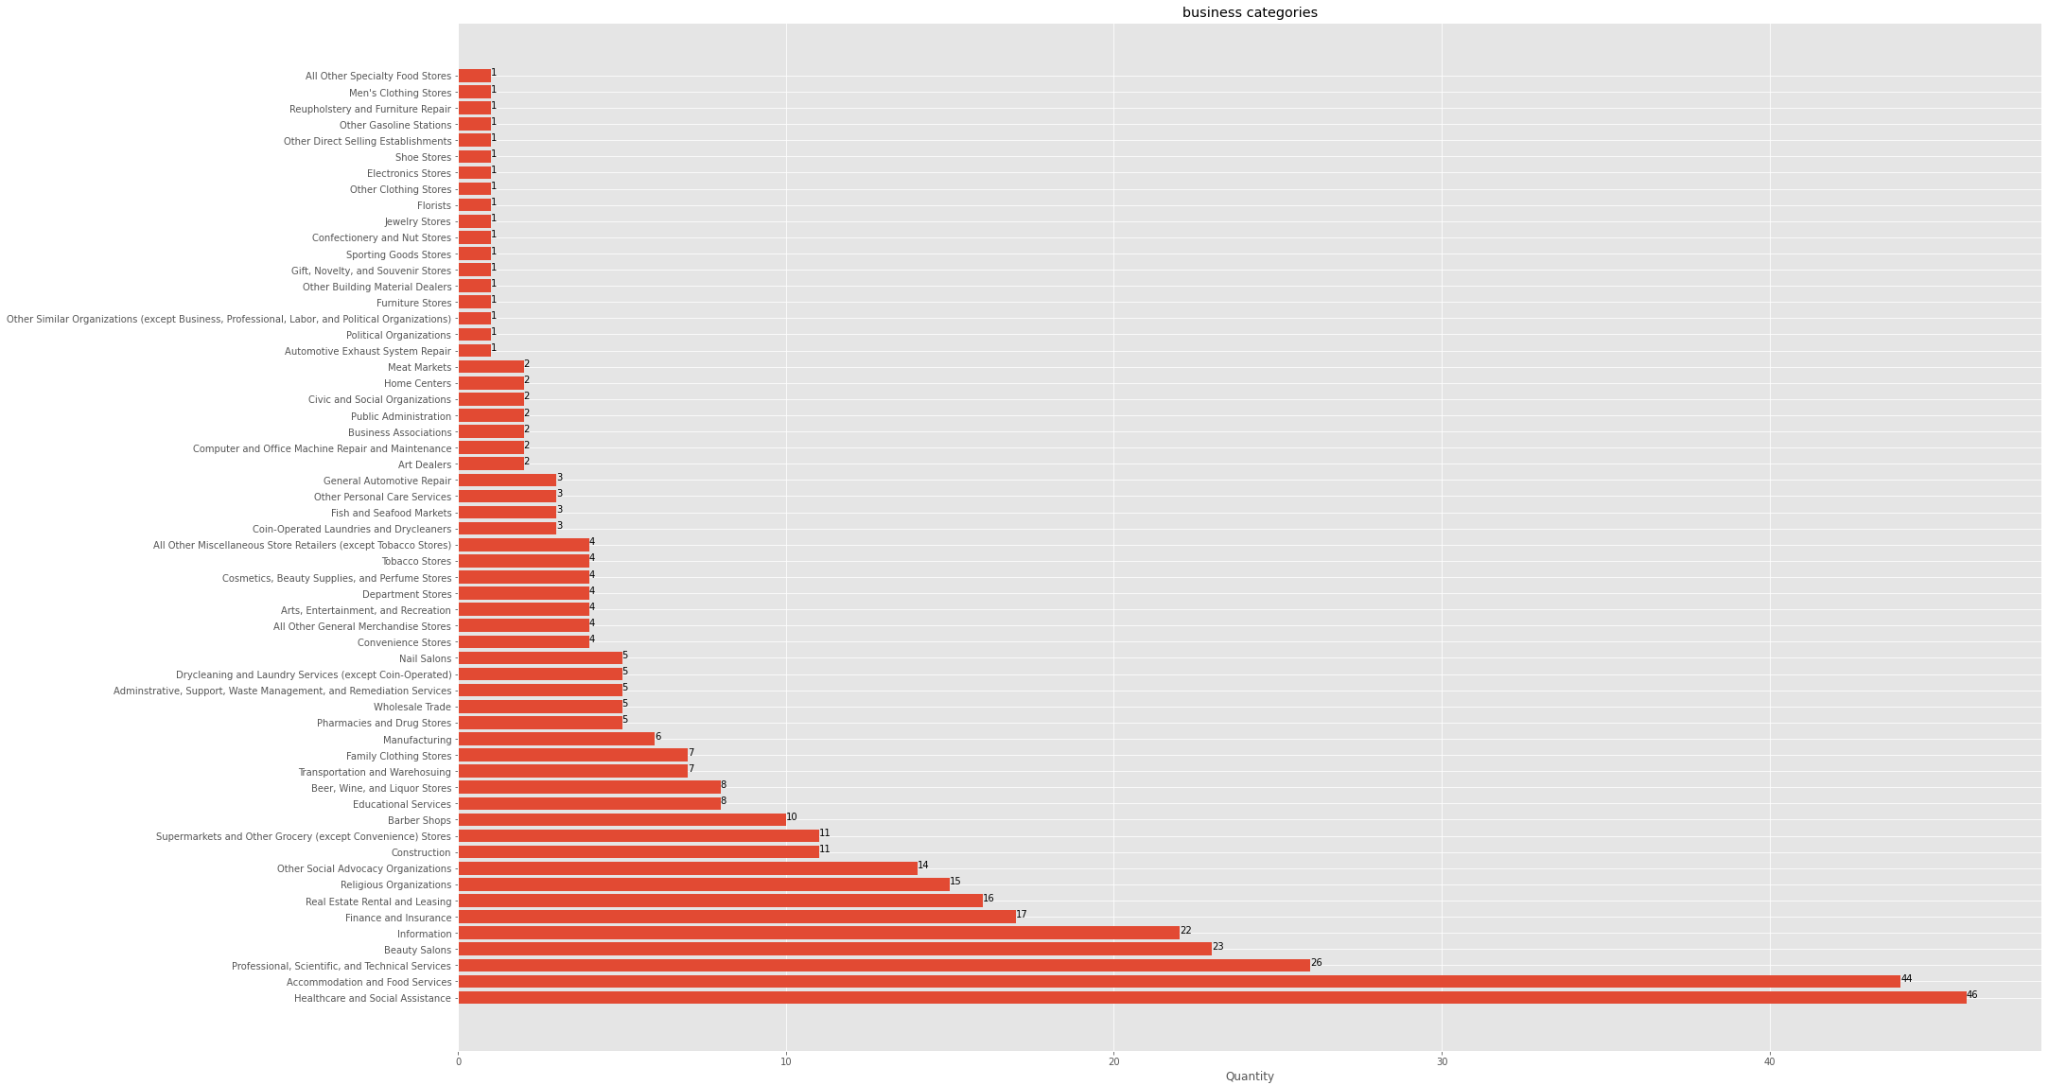 business categories
All Other Specialty Food Stores 1
Men's Clothing Stores 1
Reupholstery and Furniture Repair 1
Other Gasoline Stations 1
Other Direct Selling Establishments 1
Shoe Stores 1
Electronics Stores 1
Other Clothing Stores 1
Florists 1
Jewelry Stores 1
Confectionery and Nut Stores 1
Sporting Goods Stores 1
Gift, Novelty, and Souvenir Stores 1
Other Building Material Dealers 1
Furniture Stores 1
Other Similar Organizations (except Business, Professional, Labor, and Political Organizations) 1
Political Organizations 1
Automotive Exhaust System Repair 1
Meat Markets 2
Home Centers 2
Civic and Social Organizations 2
Public Administration 2
Business Associations 2
Computer and Office Machine Repair and Maintenance 2
Art Dealers 2
General Automotive Repair 3
Other Personal Care Services 3
Fish and Seafood Markets 3
Coin-Operated Laundries and Drycleaners 3
All Other Miscellaneous Store Retailers (except Tobacco Stores) 4
Tobacco Stores 4
Cosmetics, Beauty Supplies, and Perfume Stores 4
Department Stores 4
Arts, Entertainment, and Recreation 4
All Other General Merchandise Stores 4
Convenience Stores 4
Nail Salons 5
Drycleaning and Laundry Services (except Coin-Operated) 5
Adminstrative, Support, Waste Management, and Remediation Services 5
Wholesale Trade 5
Pharmacies and Drug Stores 5
Manufacturing 6
Family Clothing Stores 7
Transportation and Warehosuing 7
Beer, Wine, and Liquor Stores 8
Educational Services 8
Barber Shops 10
Supermarkets and Other Grocery (except Convenience) Stores 11
Construction 11
Other Social Advocacy Organizations 14
Religious Organizations 15
Real Estate Rental and Leasing 16
Finance and Insurance 17
Information 22
Beauty Salons 23
Professional, Scientific, and Technical Services 26
Accommodation and Food Services 44
Healthcare and Social Assistance 46
0 10 20 30 40
Quantity